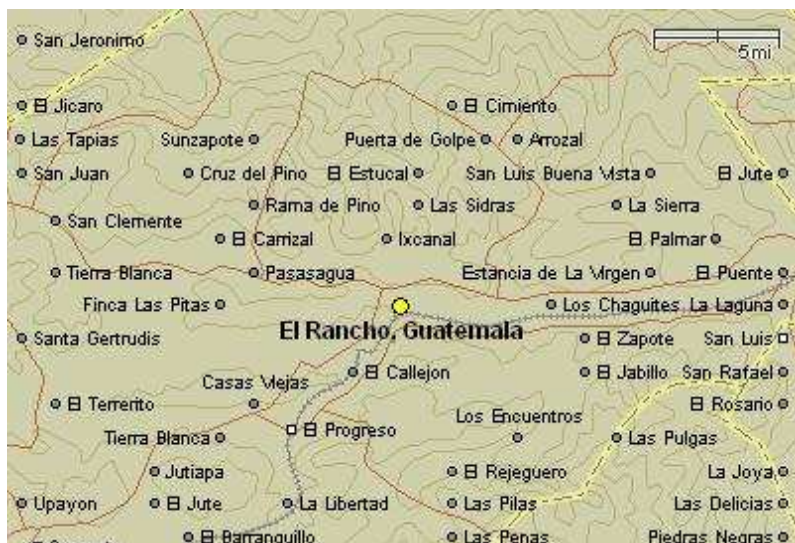 San Jeronimo
5mi
El Jicaro
El Cimiento
Las Tapias
Sunzapote
Puerta de Golpe
Arrozal
San Juan
Cruz del Pino
El Estucal
San Luis Buena Vista
El Jute
Rama de Pino
Las Sidras
La Sierra
San Clemente
El Carrizal
Ixcanal
El Palmar
Tierra Blanca
Pasasagua
Estancia de La Virgen
El Puente
Finca Las Pitas
Los Chaguites
La Laguna
El Rancho, Guatemala
Santa Gertrudis
El Zapote
San Luis
El Callejon
El Jabillo
San Rafael
Casas Viejas
El Terrerito
El Rosario
Los Encuentros
Tierra Blanca
El Progreso
Las Pulgas
Jutiapa
El Rejeguero
La Joya
Upayon
El Jute
La Libertad
Las Pilas
Las Delicias
El Barranquillo
Las Penas
Piedras Negras